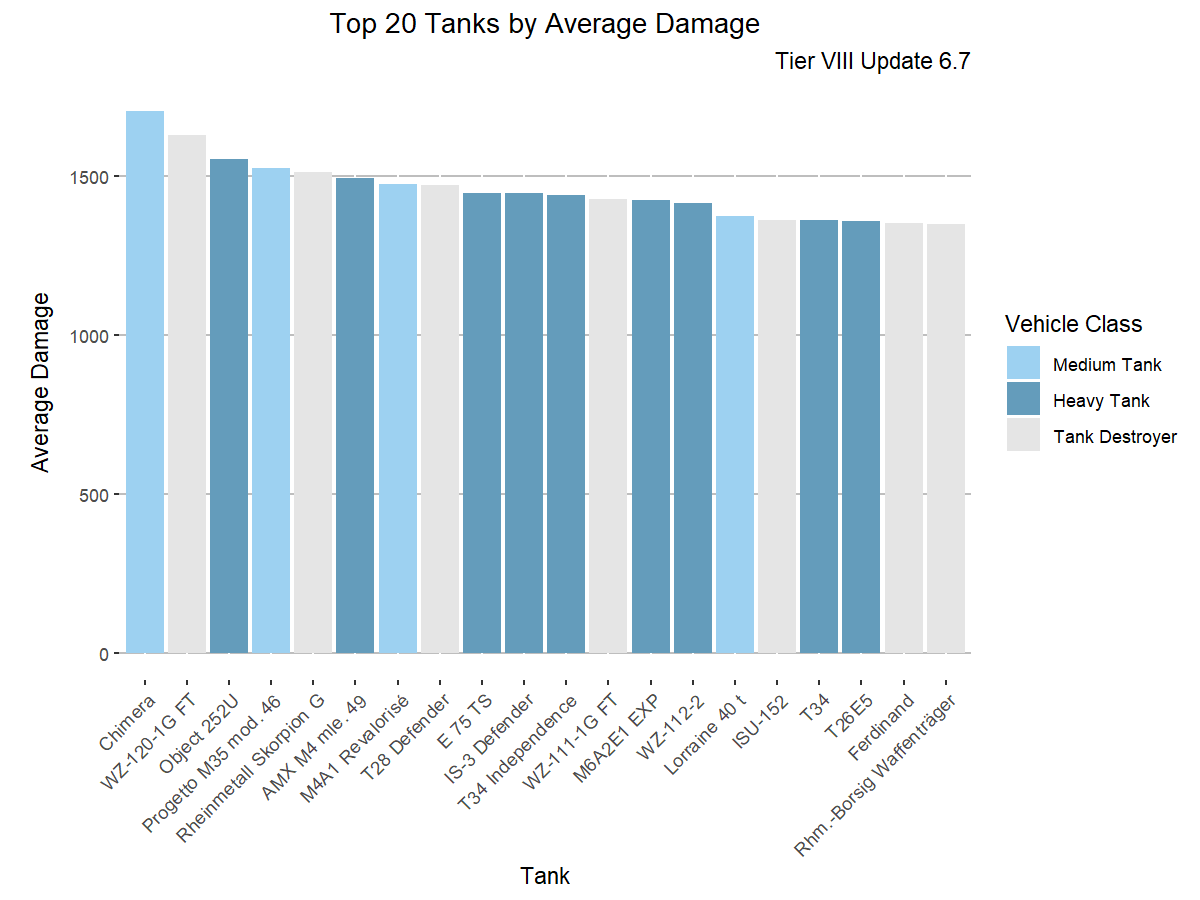 Top 20 Tanks by Average Damage
Tier VIII Update 6.7
Average Damage
1500
1000
500
0
Chimera
WZ-120-1G FT
Object 252U
Progetto M35 mod. 46
Rheinmetall Skorpion G
AMX M4 mle. 49
M4A1 Revalorisé
T28 Defender
E 75 TS
IS-3 Defender
T34 Independence
WZ-111-1G FT
M6A2E1 EXP
WZ-112-2
Lorraine 40 t
ISU-152
T34
T26E5
Ferdinand
Rhm.-Borsig Waffenträger
Tank
Vehicle Class
Medium Tank
Heavy Tank
Tank Destroyer